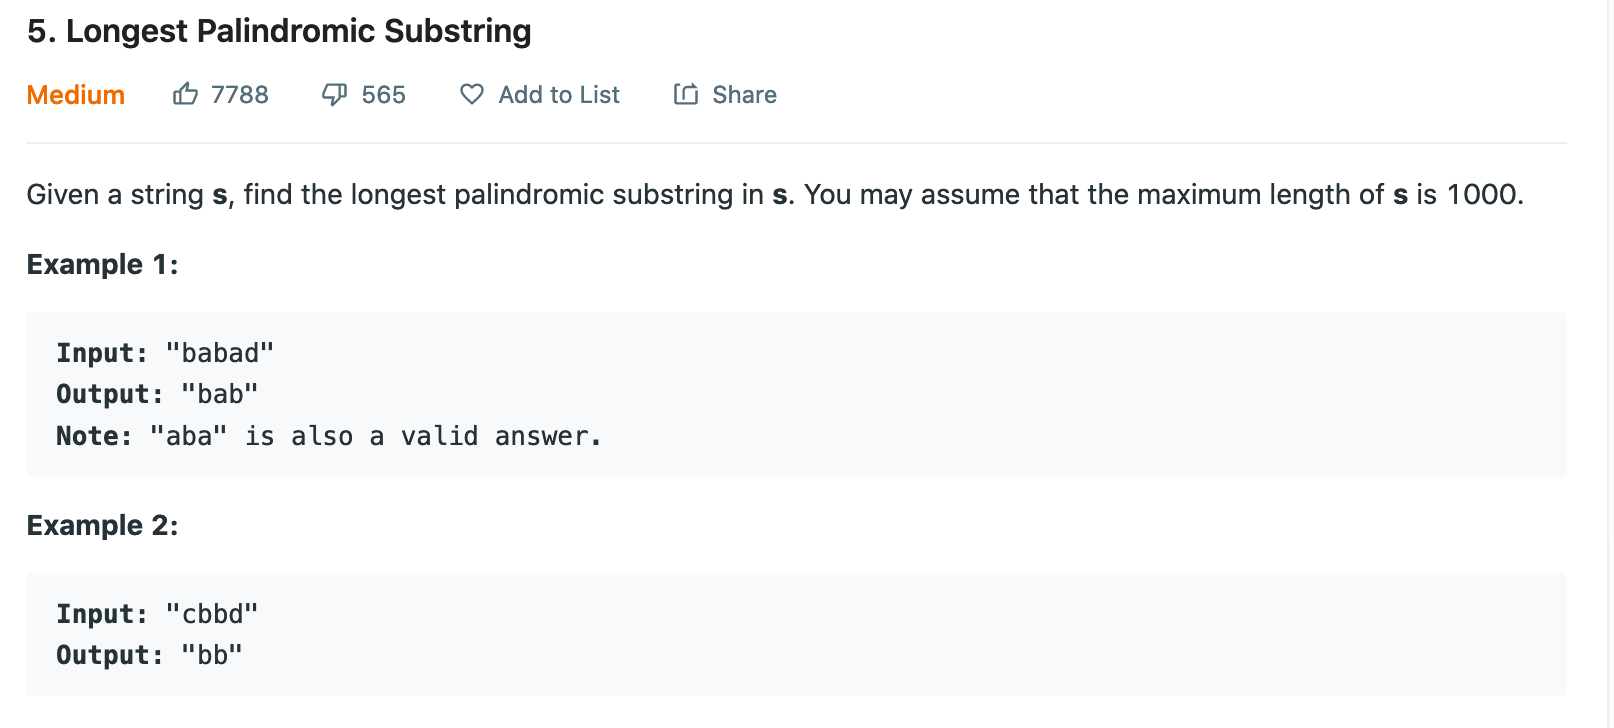 5. Longest Palindromic Substring
Medium 7788 565 Add to List Share
Given a string s, find the longest palindromic substring in s. You may assume that the maximum length of s is 1000.
Example 1:
Input: "babad"
Output: "bab"
Note: "aba" is also a valid answer.
Example 2:
Input: "cbbd"
Output: "bb"